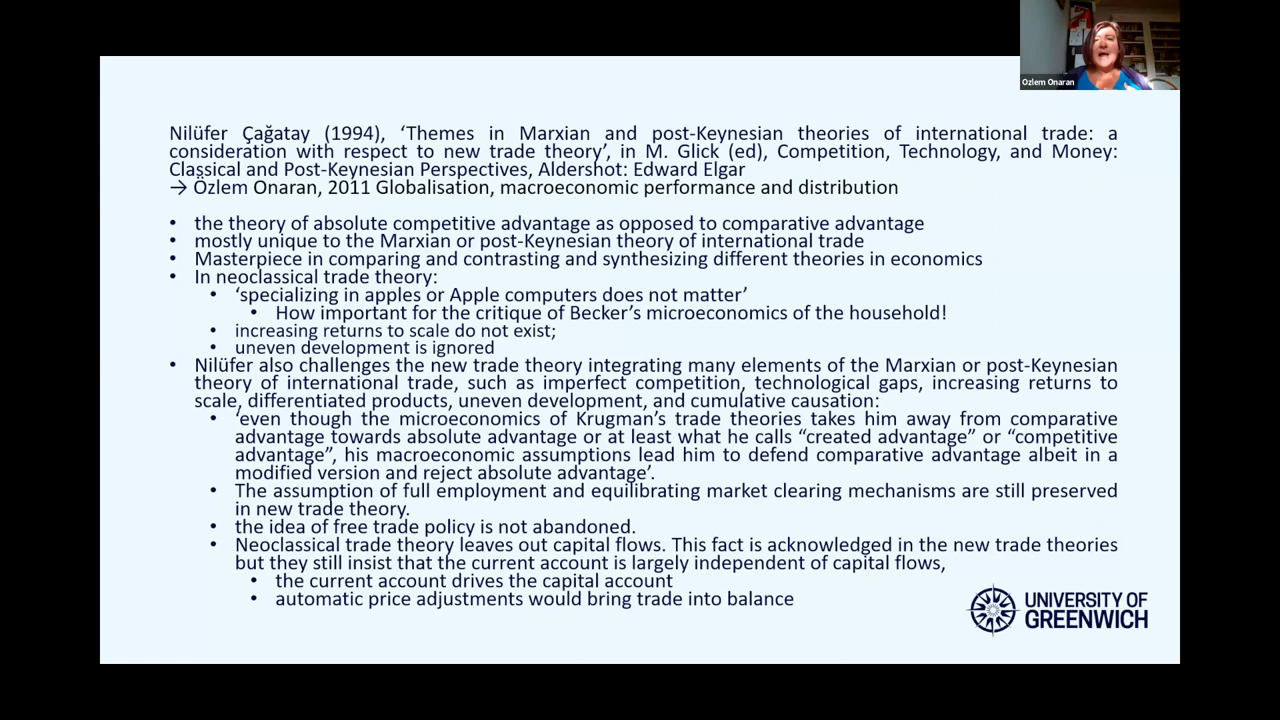 Ozlem Onaran
Nilüfer Çağatay (1994), ‘Themes in Marxian and post-Keynesian theories of international trade: a
consideration with respect to new trade theory’, in M. Glick (ed), Competition, Technology, and Money:
Classical and Post-Keynesian Perspectives, Aldershot: Edward Elgar
→ Özlem Onaran, 2011 Globalisation, macroeconomic performance and distribution
• the theory of absolute competitive advantage as opposed to comparative advantage
• mostly unique to the Marxian or post-Keynesian theory of international trade
• Masterpiece in comparing and contrasting and synthesizing different theories in economics
• In neoclassical trade theory:
• ‘specializing in apples or Apple computers does not matter’
• How important for the critique of Becker’s microeconomics of the household!
• increasing returns to scale do not exist;
• uneven development is ignored
• Nilüfer also challenges the new trade theory integrating many elements of the Marxian or post-Keynesian
theory of international trade, such as imperfect competition, technological gaps, increasing returns to
scale, differentiated products, uneven development, and cumulative causation:
• ‘even though the microeconomics of Krugman’s trade theories takes him away from comparative
advantage towards absolute advantage or at least what he calls “created advantage” or “competitive
advantage”, his macroeconomic assumptions lead him to defend comparative advantage albeit in a
modified version and reject absolute advantage’.
• The assumption of full employment and equilibrating market clearing mechanisms are still preserved
in new trade theory.
• the idea of free trade policy is not abandoned.
• Neoclassical trade theory leaves out capital flows. This fact is acknowledged in the new trade theories
but they still insist that the current account is largely independent of capital flows,
• the current account drives the capital account
• automatic price adjustments would bring trade into balance
UNIVERSITY OF
GREENWICH